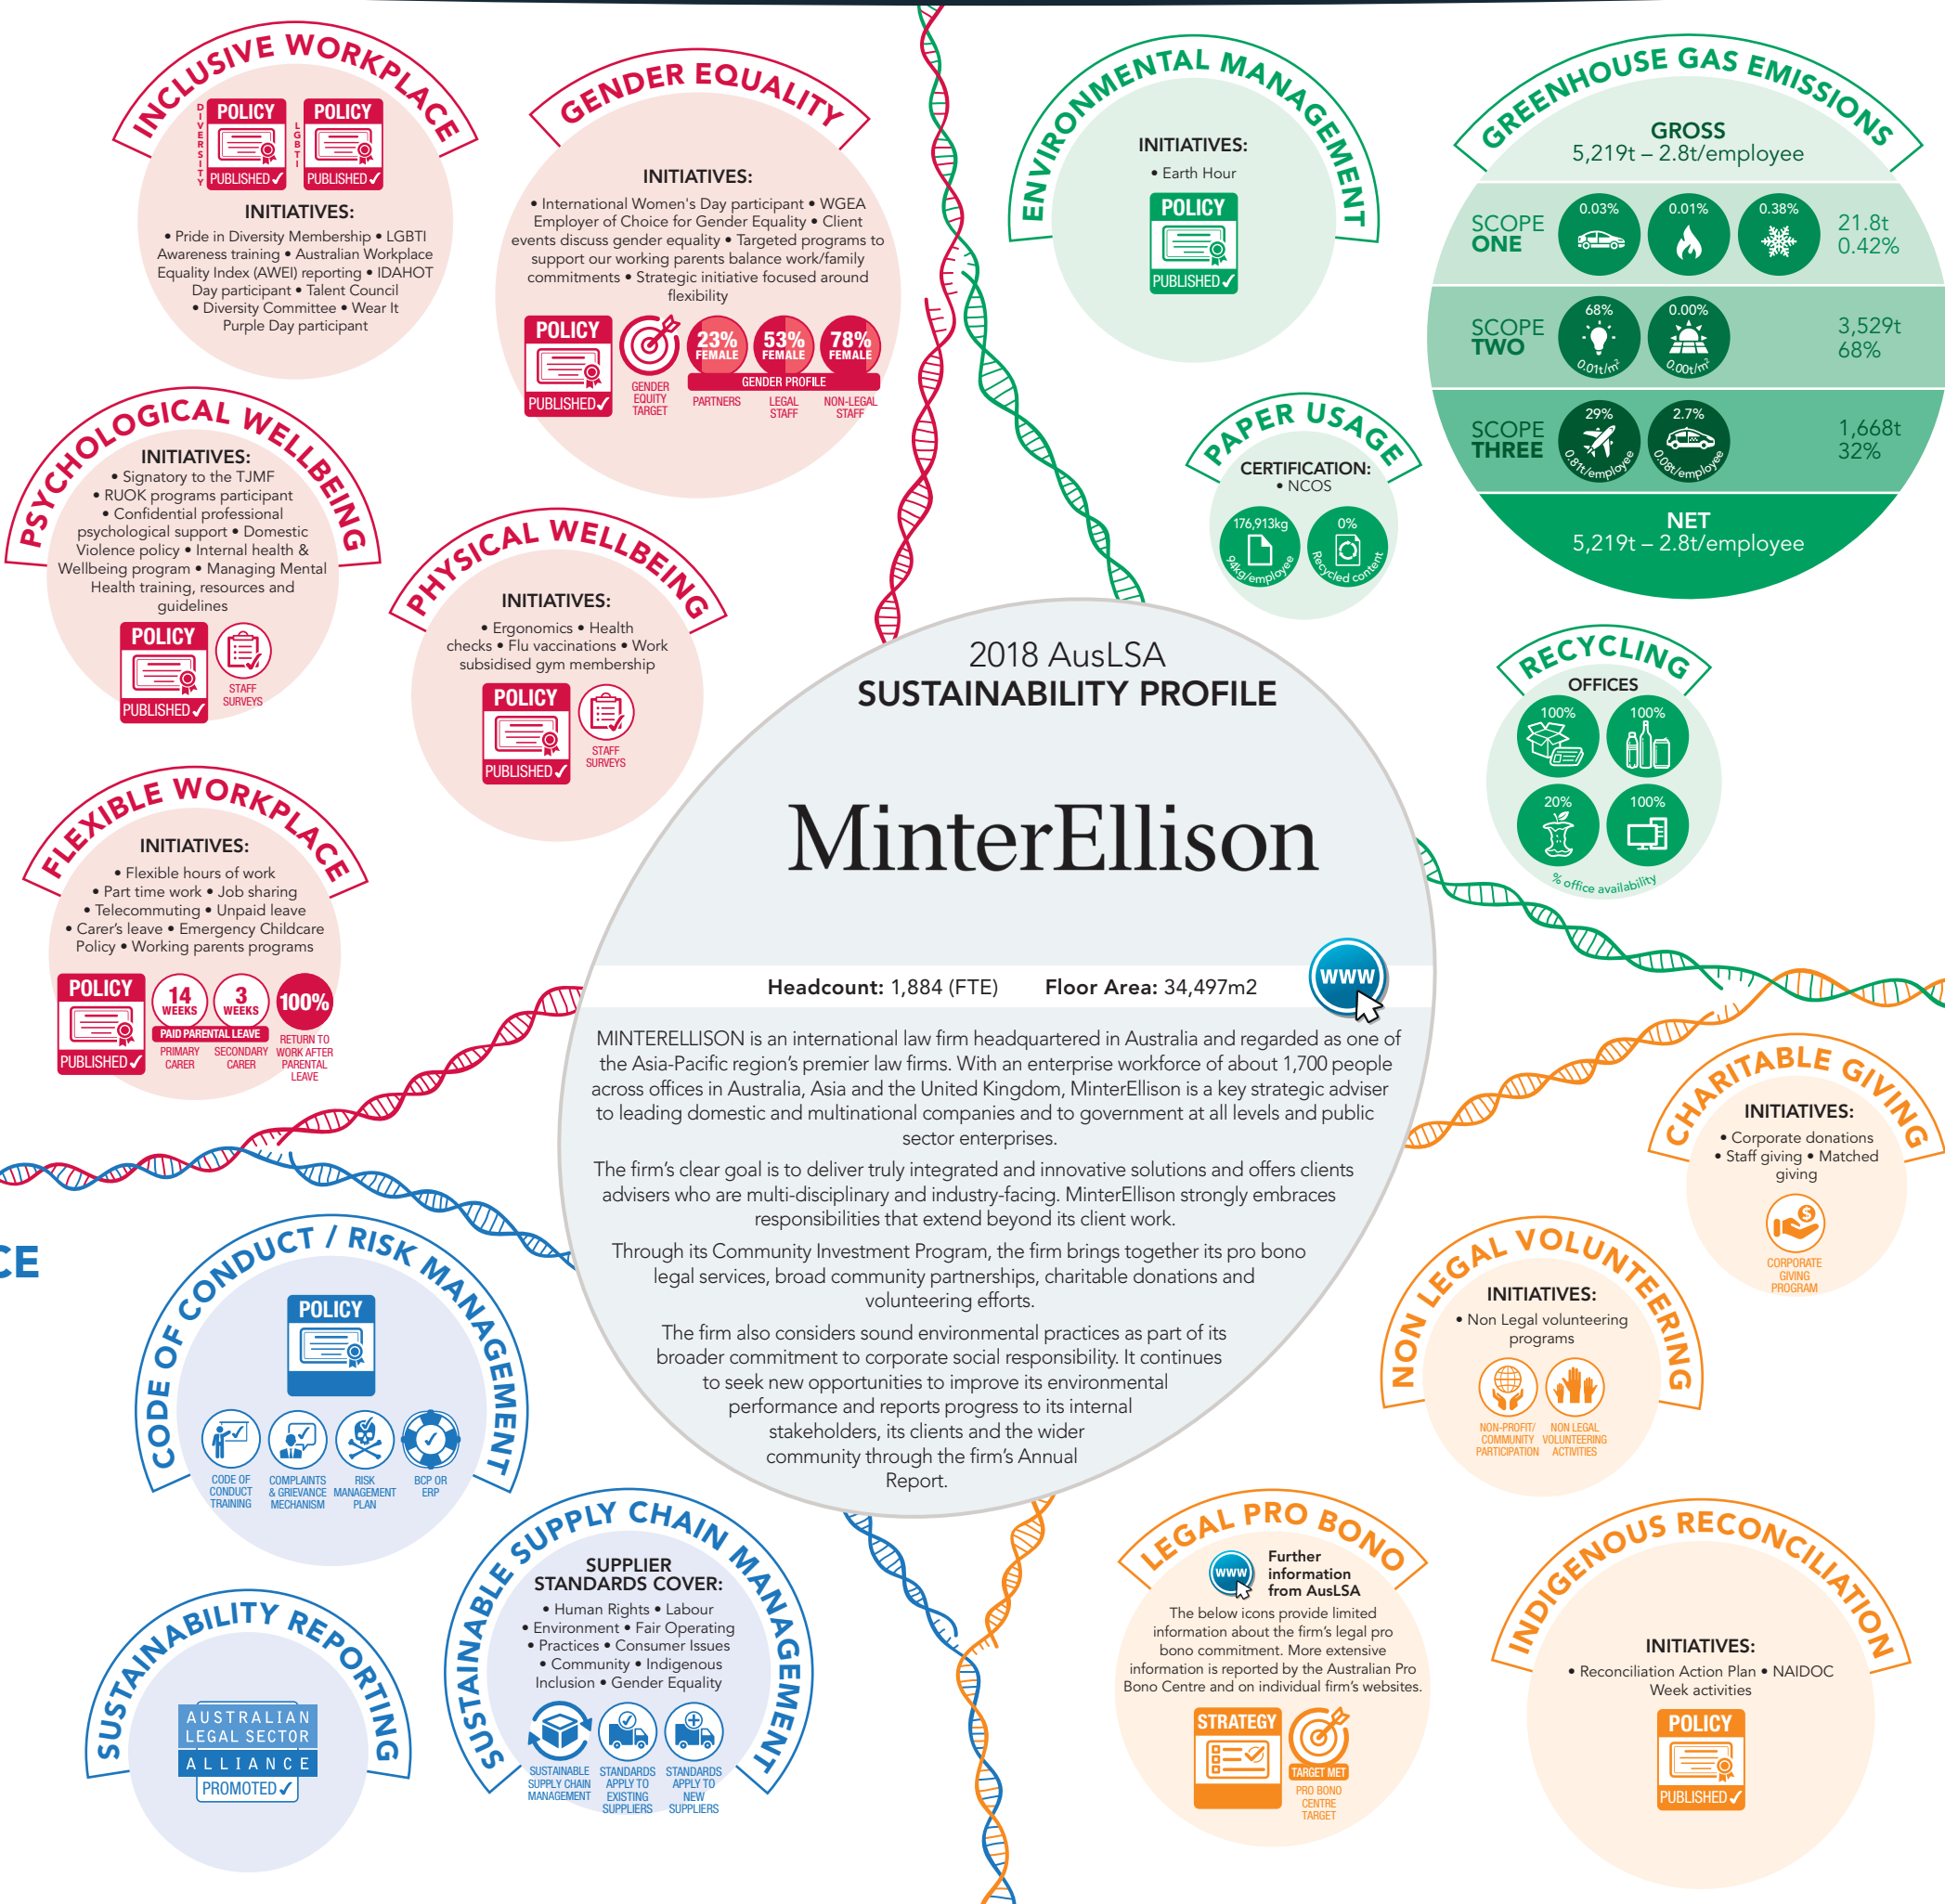 INCLUSIVE WORKPLACE
DIVERSITY
POLICY
PUBLISHED
LGBTI
POLICY
PUBLISHED
INITIATIVES:
• Pride in Diversity Membership • LGBTI
Awareness training • Australian Workplace
Equality Index (AWEI) reporting • IDAHOT
Day participant • Talent Council
• Diversity Committee • Wear It
Purple Day participant
GENDER EQUALITY
INITIATIVES:
• International Women's Day participant • WGEA
Employer of Choice for Gender Equality • Client
events discuss gender equality • Targeted programs to
support our working parents balance work/family
commitments • Strategic initiative focused around
flexibility
POLICY
PUBLISHED
GENDER
EQUITY
TARGET
23%
FEMALE
53%
FEMALE
78%
FEMALE
GENDER PROFILE
PARTNERS
LEGAL
STAFF
NON-LEGAL
STAFF
PSYCHOLOGICAL WELLBEING
INITIATIVES:
• Signatory to the TJMF
• RUOK programs participant
• Confidential professional
psychological support • Domestic
Violence policy • Internal health &
Wellbeing program • Managing Mental
Health training, resources and
guidelines
POLICY
PUBLISHED
STAFF
SURVEYS
PHYSICAL WELLBEING
INITIATIVES:
• Ergonomics • Health
checks • Flu vaccinations • Work
subsidised gym membership
POLICY
PUBLISHED
STAFF
SURVEYS
FLEXIBLE WORKPLACE
INITIATIVES:
• Flexible hours of work
• Part time work • Job sharing
• Telecommuting • Unpaid leave
• Carer's leave • Emergency Childcare
Policy • Working parents programs
POLICY
PUBLISHED
14
WEEKS
3
WEEKS
PAID PARENTAL LEAVE
PRIMARY
CARER
SECONDARY
CARER
100%
RETURN TO
WORK AFTER
PARENTAL
LEAVE
ENVIRONMENTAL MANAGEMENT
INITIATIVES:
• Earth Hour
POLICY
PUBLISHED
GREENHOUSE GAS EMISSIONS
GROSS
5,219t – 2.8t/employee
SCOPE
ONE
0.03%
0.01%
0.38%
21.8t
0.42%
SCOPE
TWO
68%
0.01t/m²
0.00%
0.00t/m²
3,529t
68%
SCOPE
THREE
29%
0.81t/employee
2.7%
0.08t/employee
1,668t
32%
NET
5,219t – 2.8t/employee
PAPER USAGE
CERTIFICATION:
• NCOS
176,913kg
94kg/employee
0%
Recycled content
RECYCLING
OFFICES
100%
100%
20%
100%
% office availability
2018 AusLSA
SUSTAINABILITY PROFILE
MinterEllison
Headcount: 1,884 (FTE) Floor Area: 34,497m2
www
MINTERELLISON is an international law firm headquartered in Australia and regarded as one of
the Asia-Pacific region's premier law firms. With an enterprise workforce of about 1,700 people
across offices in Australia, Asia and the United Kingdom, MinterEllison is a key strategic adviser
to leading domestic and multinational companies and to government at all levels and public
sector enterprises.
The firm's clear goal is to deliver truly integrated and innovative solutions and offers clients
advisers who are multi-disciplinary and industry-facing. MinterEllison strongly embraces
responsibilities that extend beyond its client work.
Through its Community Investment Program, the firm brings together its pro bono
legal services, broad community partnerships, charitable donations and
volunteering efforts.
The firm also considers sound environmental practices as part of its
broader commitment to corporate social responsibility. It continues
to seek new opportunities to improve its environmental
performance and reports progress to its internal
stakeholders, its clients and the wider
community through the firm's Annual
Report.
CHARITABLE GIVING
INITIATIVES:
• Corporate donations
• Staff giving • Matched
giving
CORPORATE
GIVING
PROGRAM
NON LEGAL VOLUNTEERING
INITIATIVES:
• Non Legal volunteering
programs
NON-PROFIT/
COMMUNITY
PARTICIPATION
NON LEGAL
VOLUNTEERING
ACTIVITIES
CE
CODE OF CONDUCT / RISK MANAGEMENT
POLICY
CODE OF
CONDUCT
TRAINING
COMPLAINTS
& GRIEVANCE
MECHANISM
RISK
MANAGEMENT
PLAN
BCP OR
ERP
SUSTAINABLE SUPPLY CHAIN MANAGEMENT
SUPPLIER
STANDARDS COVER:
• Human Rights • Labour
• Environment • Fair Operating
• Practices • Consumer Issues
• Community • Indigenous
Inclusion • Gender Equality
SUSTAINABLE
SUPPLY CHAIN
MANAGEMENT
STANDARDS
APPLY TO
EXISTING
SUPPLIERS
STANDARDS
APPLY TO
NEW
SUPPLIERS
SUSTAINABILITY REPORTING
AUSTRALIAN
LEGAL SECTOR
ALLIANCE
PROMOTED
LEGAL PRO BONO
www
Further
information
from AusLSA
The below icons provide limited
information about the firm's legal pro
bono commitment. More extensive
information is reported by the Australian Pro
Bono Centre and on individual firm's websites.
STRATEGY
TARGET MET
PRO BONO
CENTRE
TARGET
INDIGENOUS RECONCILIATION
INITIATIVES:
• Reconciliation Action Plan • NAIDOC
Week activities
POLICY
PUBLISHED